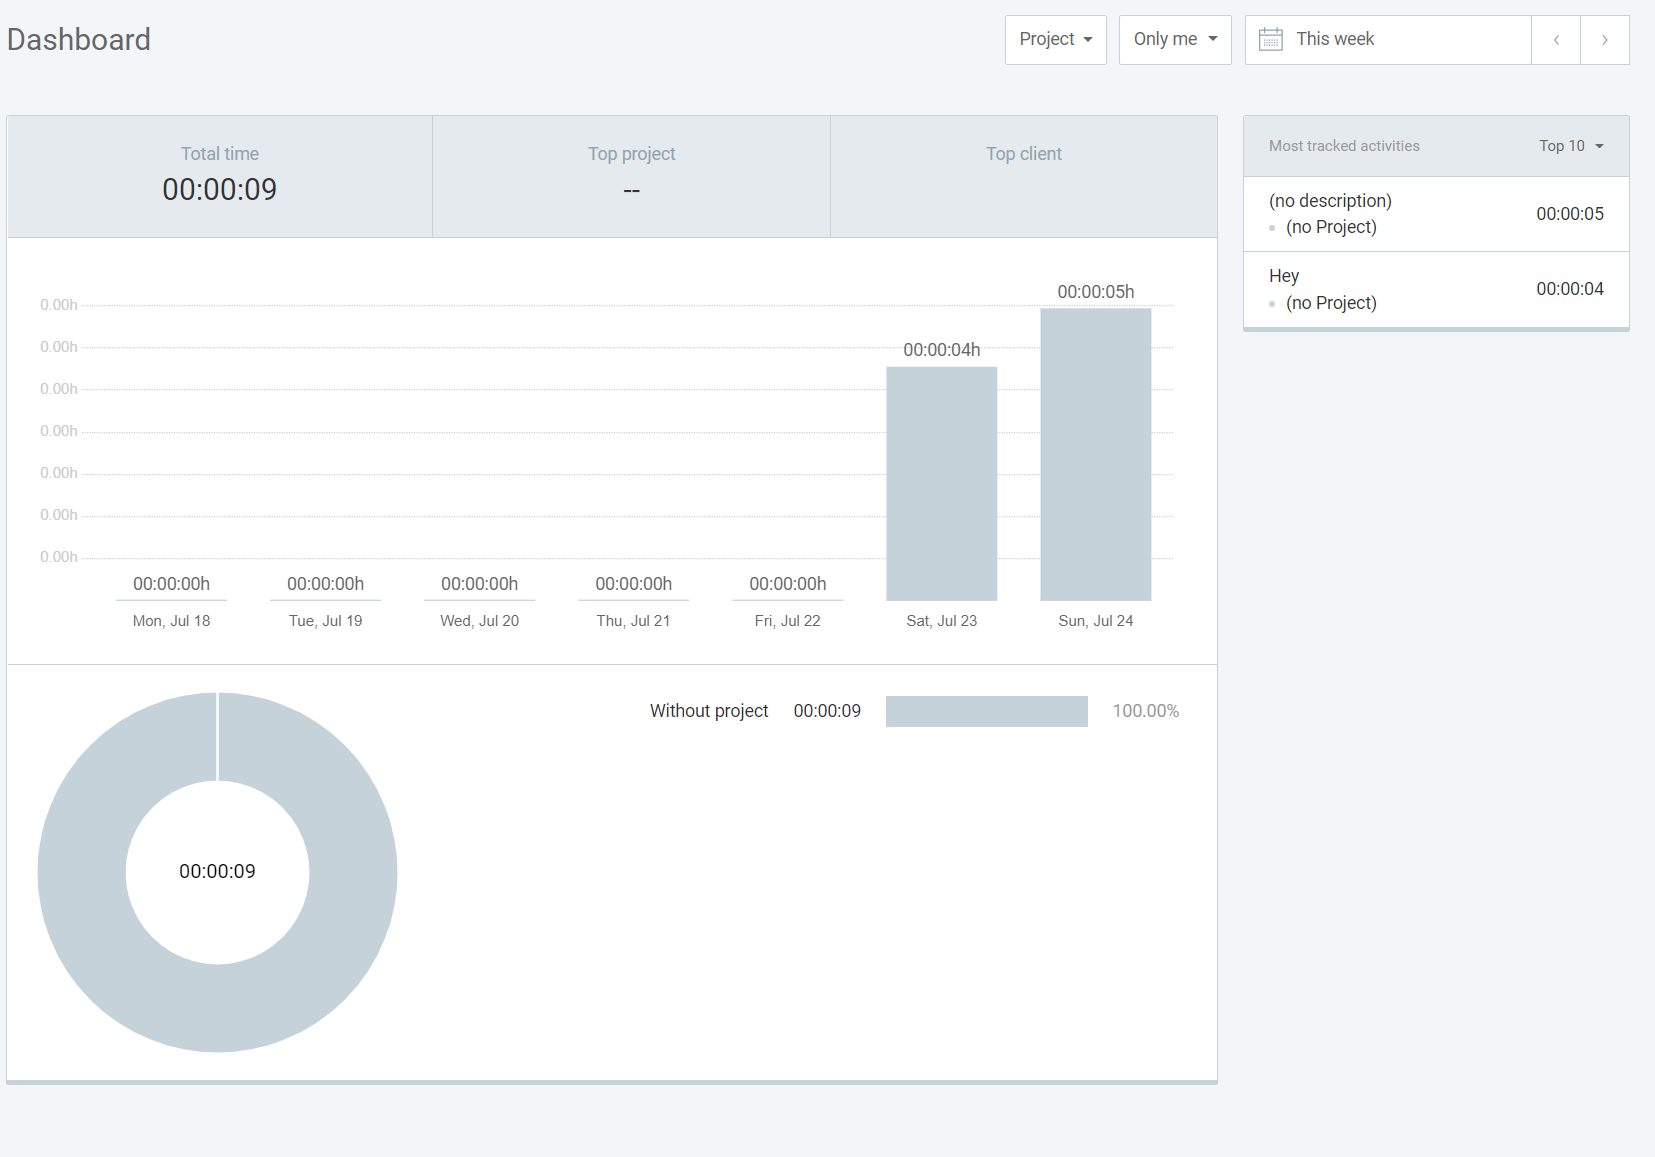 Dashboard
Project
Only me
This week
Total time
00:00:09
Top project
--
Top client
Most tracked activities
Top 10
(no description)
(no Project)
00:00:05
Hey
(no Project)
00:00:04
0.00h
0.00h
0.00h
0.00h
0.00h
0.00h
0.00h
00:00:00h
00:00:00h
00:00:00h
00:00:00h
00:00:00h
00:00:04h
00:00:05h
Mon, Jul 18
Tue, Jul 19
Wed, Jul 20
Thu, Jul 21
Fri, Jul 22
Sat, Jul 23
Sun, Jul 24
00:00:09
Without project 00:00:09 100.00%